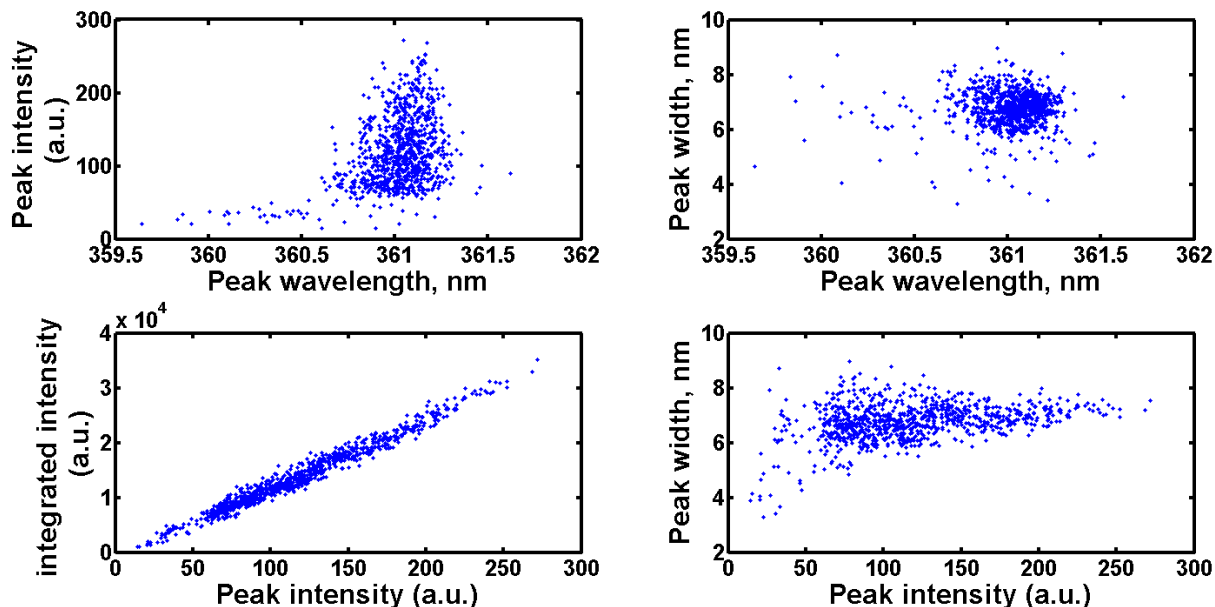 300
200
100
0
Peak intensity
(a.u.)
359.5 360 360.5 361 361.5 362
Peak wavelength, nm
10
8
6
4
2
Peak width, nm
359.5 360 360.5 361 361.5 362
Peak wavelength, nm
x 10^4
4
3
2
1
0
integrated intensity
(a.u.)
0 50 100 150 200 250 300
Peak intensity (a.u.)
10
8
6
4
2
Peak width, nm
0 50 100 150 200 250 300
Peak intensity (a.u.)